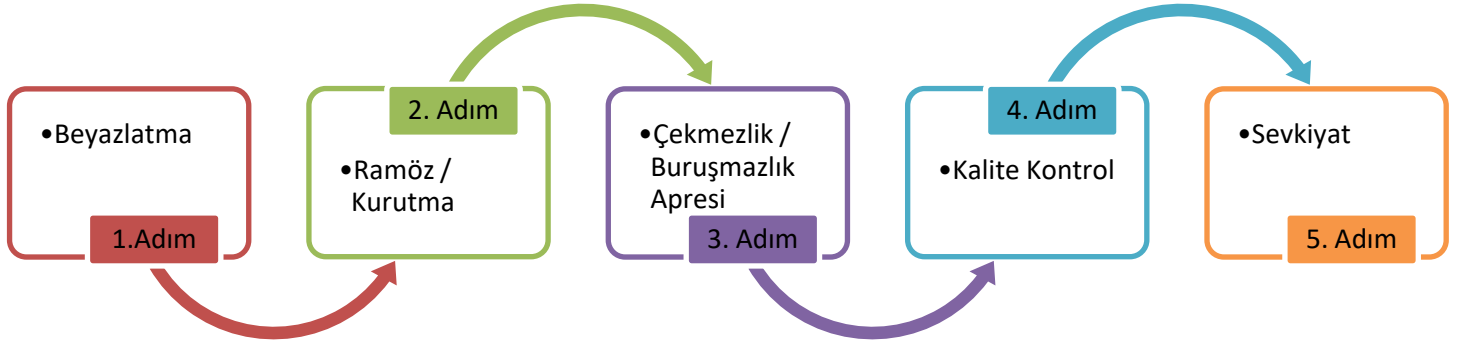 •Beyazlatma
1.Adım
2. Adım
•Ramöz /
Kurutma
•Çekmezlik /
Buruşmazlık
Apresi
3. Adım
4. Adım
•Kalite Kontrol
•Sevkiyat
5. Adım